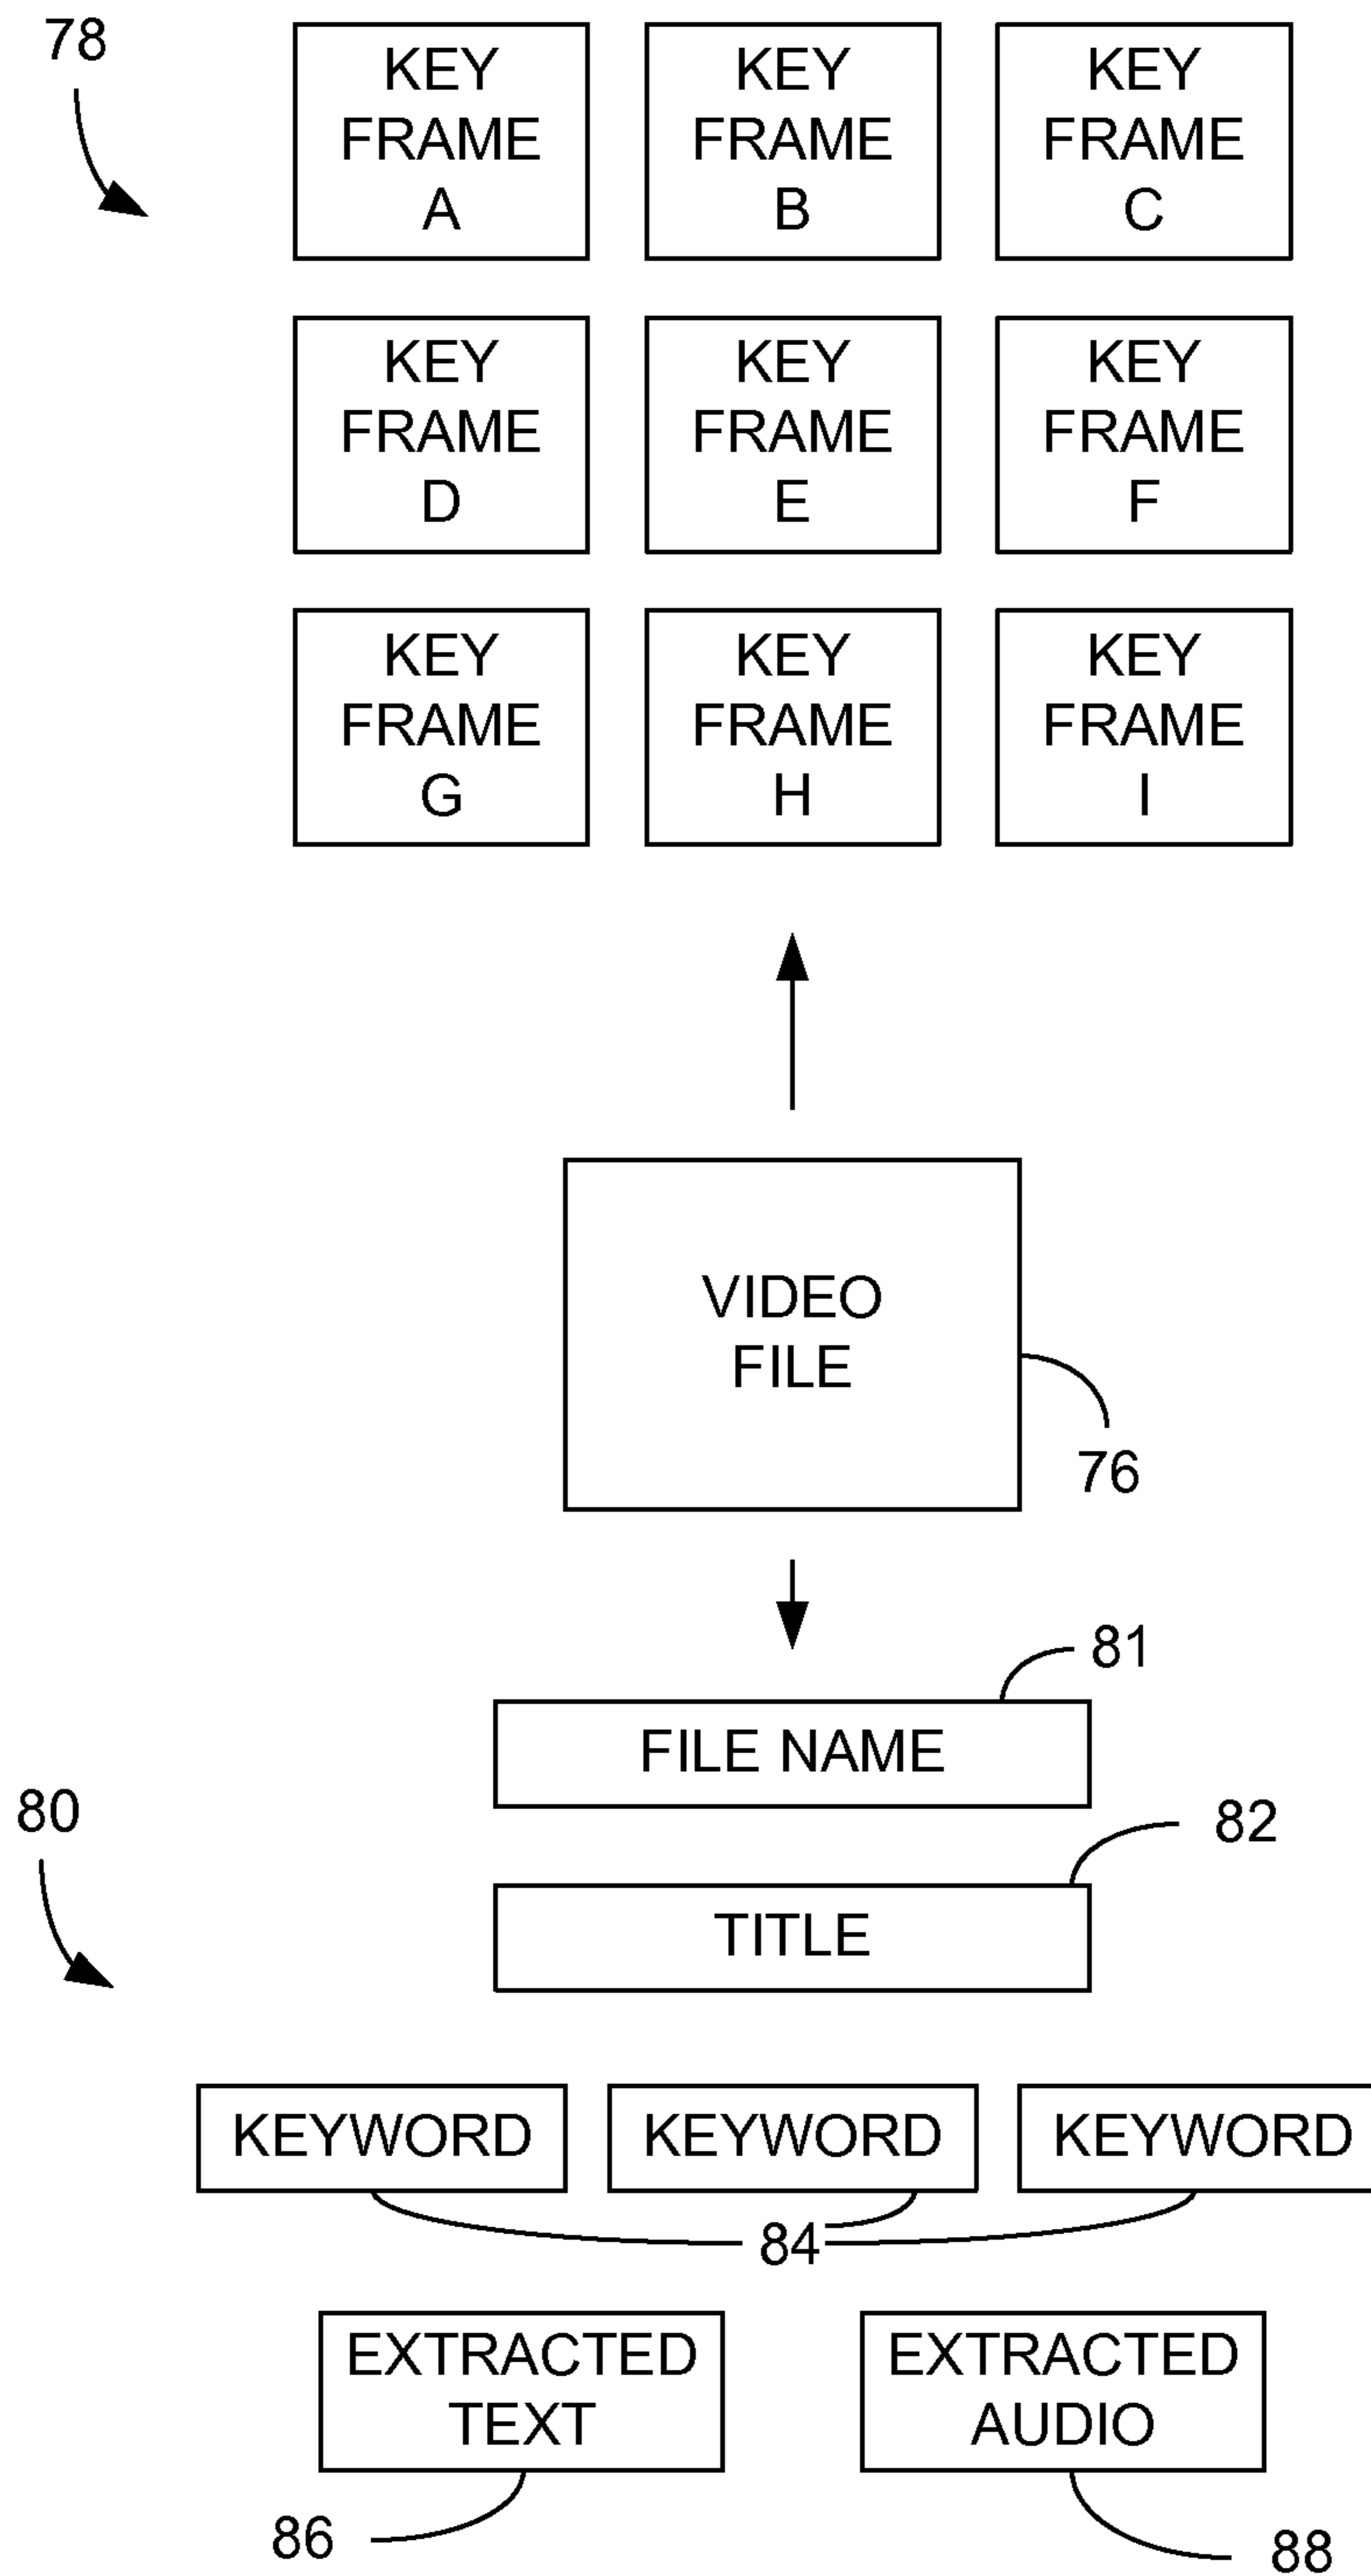 78
KEY
FRAME
A
KEY
FRAME
B
KEY
FRAME
C
KEY
FRAME
D
KEY
FRAME
E
KEY
FRAME
F
KEY
FRAME
G
KEY
FRAME
H
KEY
FRAME
I
VIDEO
FILE
76
81
FILE NAME
80
82
TITLE
KEYWORD
KEYWORD
KEYWORD
84
EXTRACTED
TEXT
EXTRACTED
AUDIO
86
88